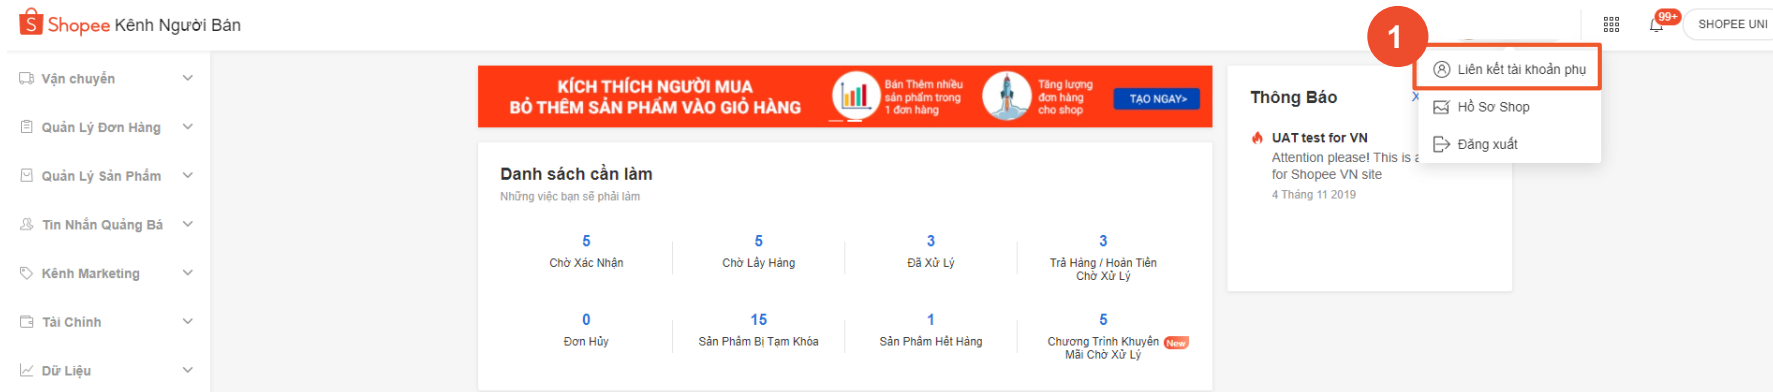 Shopee Kênh Người Bán
99+
SHOPEE UNI
1
Liên kết tài khoản phụ
Hồ Sơ Shop
Đăng xuất
Vận chuyển
Quản Lý Đơn Hàng
Quản Lý Sản Phẩm
Tin Nhắn Quảng Bá
Kênh Marketing
Tài Chính
Dữ Liệu
KÍCH THÍCH NGƯỜI MUA
BỎ THÊM SẢN PHẨM VÀO GIỎ HÀNG
Bán Thêm nhiều
sản phẩm trong
1 đơn hàng
Tăng lượng
đơn hàng
cho shop
TẠO NGAY>
Danh sách cần làm
Những việc bạn sẽ phải làm
5
Chờ Xác Nhận
5
Chờ Lấy Hàng
3
Đã Xử Lý
3
Trả Hàng / Hoàn Tiền
Chờ Xử Lý
0
Đơn Hủy
15
Sản Phẩm Bị Tạm Khóa
1
Sản Phẩm Hết Hàng
5
Chương Trình Khuyến New
Mãi Chờ Xử Lý
Thông Báo
UAT test for VN
Attention please! This is
for Shopee VN site
4 Tháng 11 2019